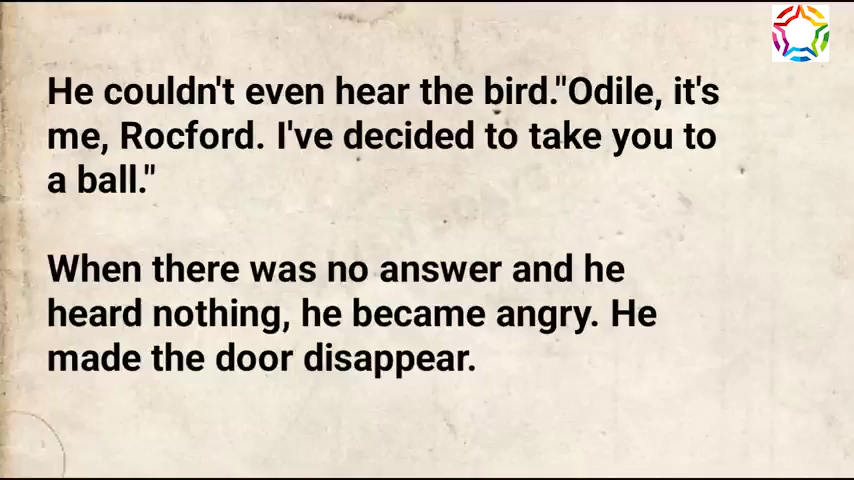 He couldn't even hear the bird."Odile, it's
me, Rocford. I've decided to take you to
a ball."
When there was no answer and he
heard nothing, he became angry. He
made the door disappear.